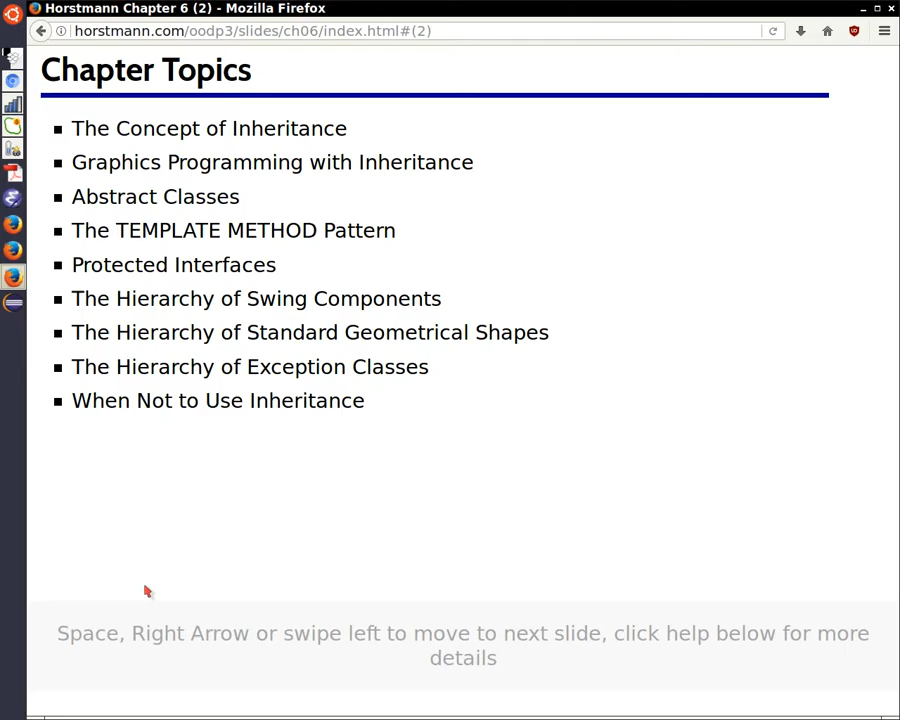 Horstmann Chapter 6 (2) - Mozilla Firefox
horstmann.com/oodp3/slides/ch06/index.html#(2)
Chapter Topics
The Concept of Inheritance
Graphics Programming with Inheritance
Abstract Classes
The TEMPLATE METHOD Pattern
Protected Interfaces
The Hierarchy of Swing Components
The Hierarchy of Standard Geometrical Shapes
The Hierarchy of Exception Classes
When Not to Use Inheritance
Space, Right Arrow or swipe left to move to next slide, click help below for more
details